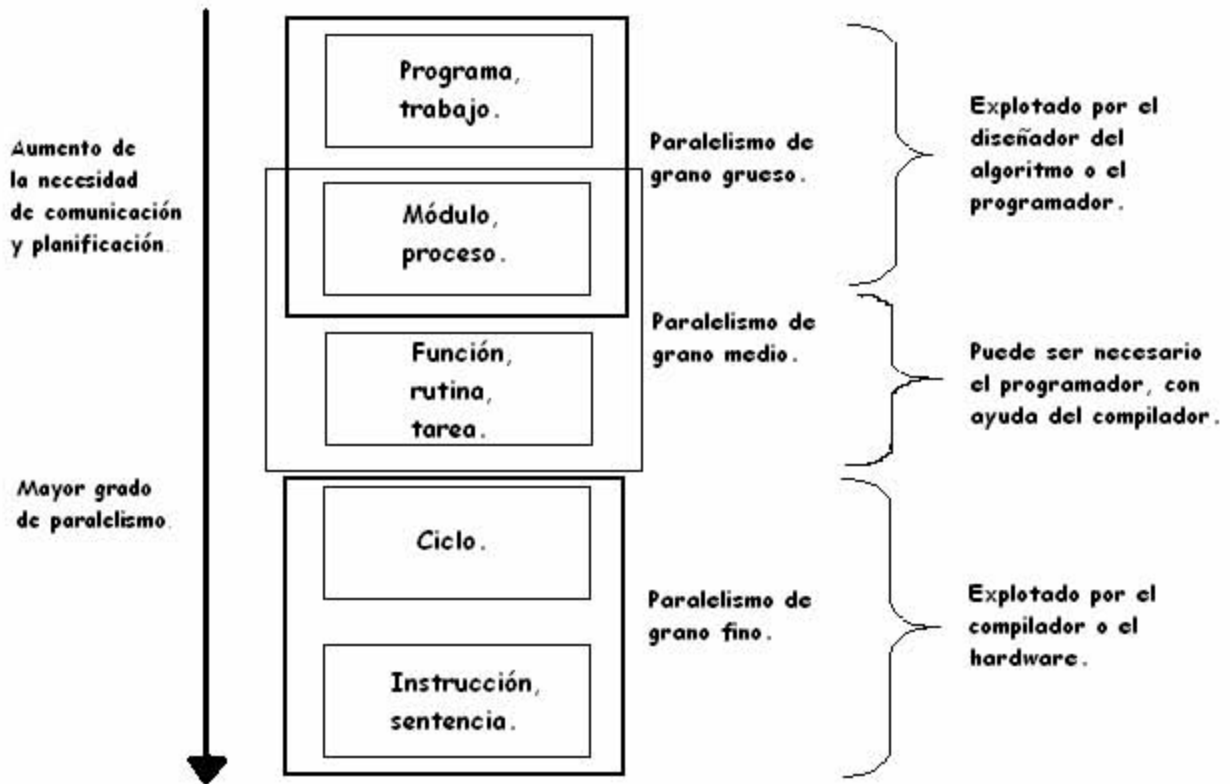 Aumento de
la necesidad
de comunicación
y planificación.
Mayor grado
de paralelismo.
Programa,
trabajo.
Módulo,
proceso.
Función,
rutina,
tarea.
Ciclo.
Instrucción,
sentencia.
Paralelismo de
grano grueso.
Paralelismo de
grano medio.
Paralelismo de
grano fino.
Explotado por el
diseñador del
algoritmo o el
programador.
Puede ser necesario
el programador, con
ayuda del compilador.
Explotado por el
compilador o el
hardware.